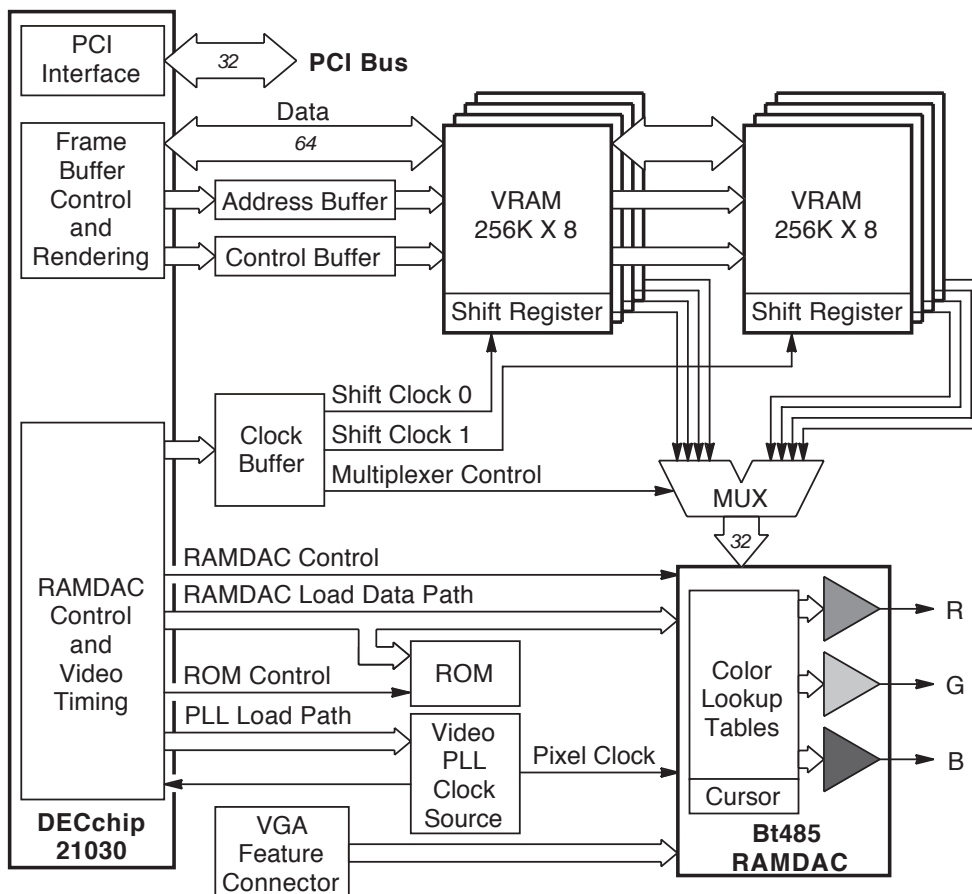 PCI
Interface
32
PCI Bus
Data
64
Frame
Buffer
Control
and
Rendering
Address Buffer
Control Buffer
VRAM
256K X 8
Shift Register
VRAM
256K X 8
Shift Register
Clock
Buffer
Shift Clock 0
Shift Clock 1
Multiplexer Control
MUX
32
RAMDAC
Control
and
Video
Timing
RAMDAC Control
RAMDAC Load Data Path
ROM Control
ROM
PLL Load Path
Video
PLL
Clock
Source
Pixel Clock
Color
Lookup
Tables
Cursor
R
G
B
DECchip
21030
VGA
Feature
Connector
Bt485
RAMDAC